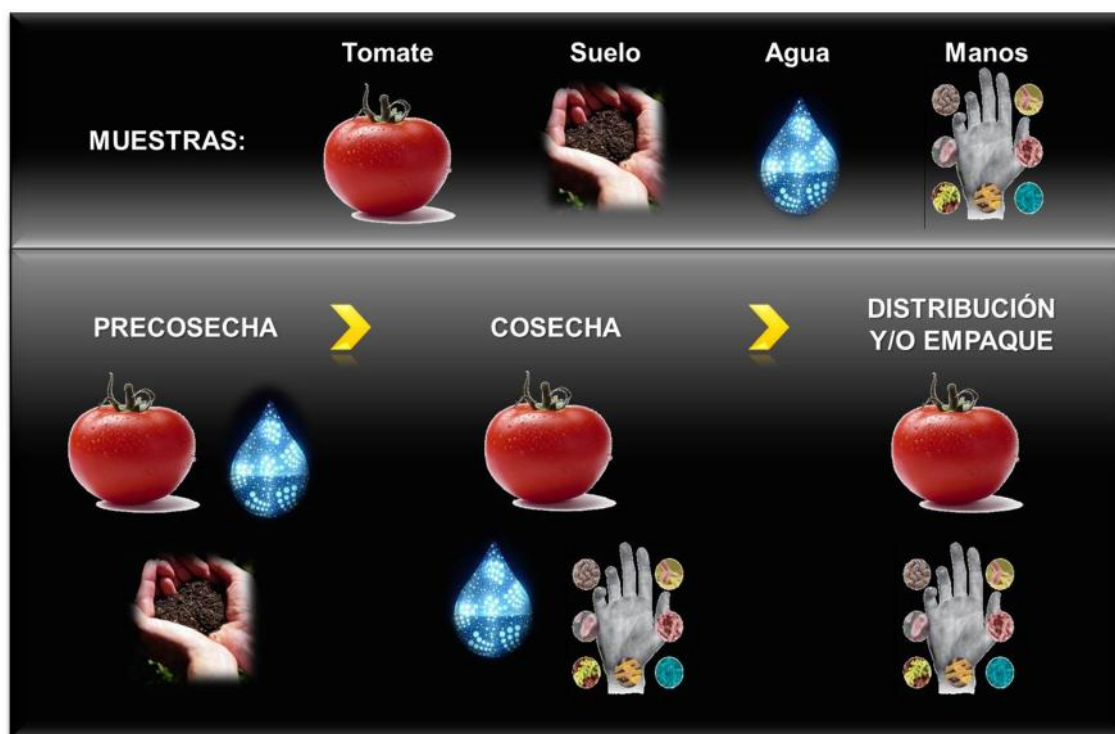 Tomate Suelo Agua Manos
MUESTRAS:
PRECOSECHA COSECHA DISTRIBUCIÓN
Y/O EMPAQUE